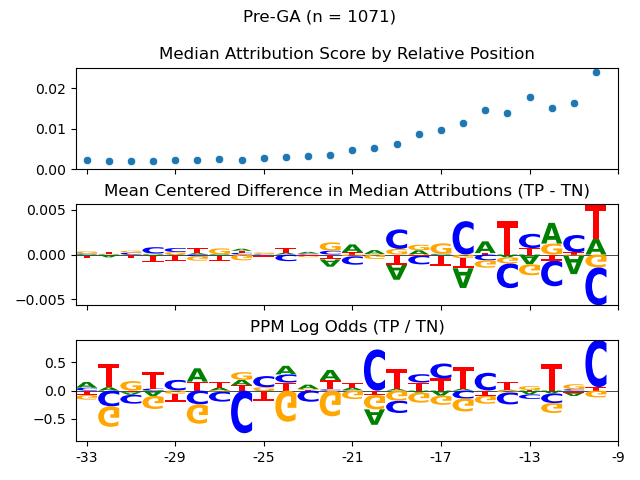 Pre-GA (n = 1071)
Median Attribution Score by Relative Position
0.02
0.01
0.00
Mean Centered Difference in Median Attributions (TP - TN)
0.005
0.000
−0.005
PPM Log Odds (TP / TN)
0.5
0.0
−0.5
-33 -29 -25 -21 -17 -13 -9